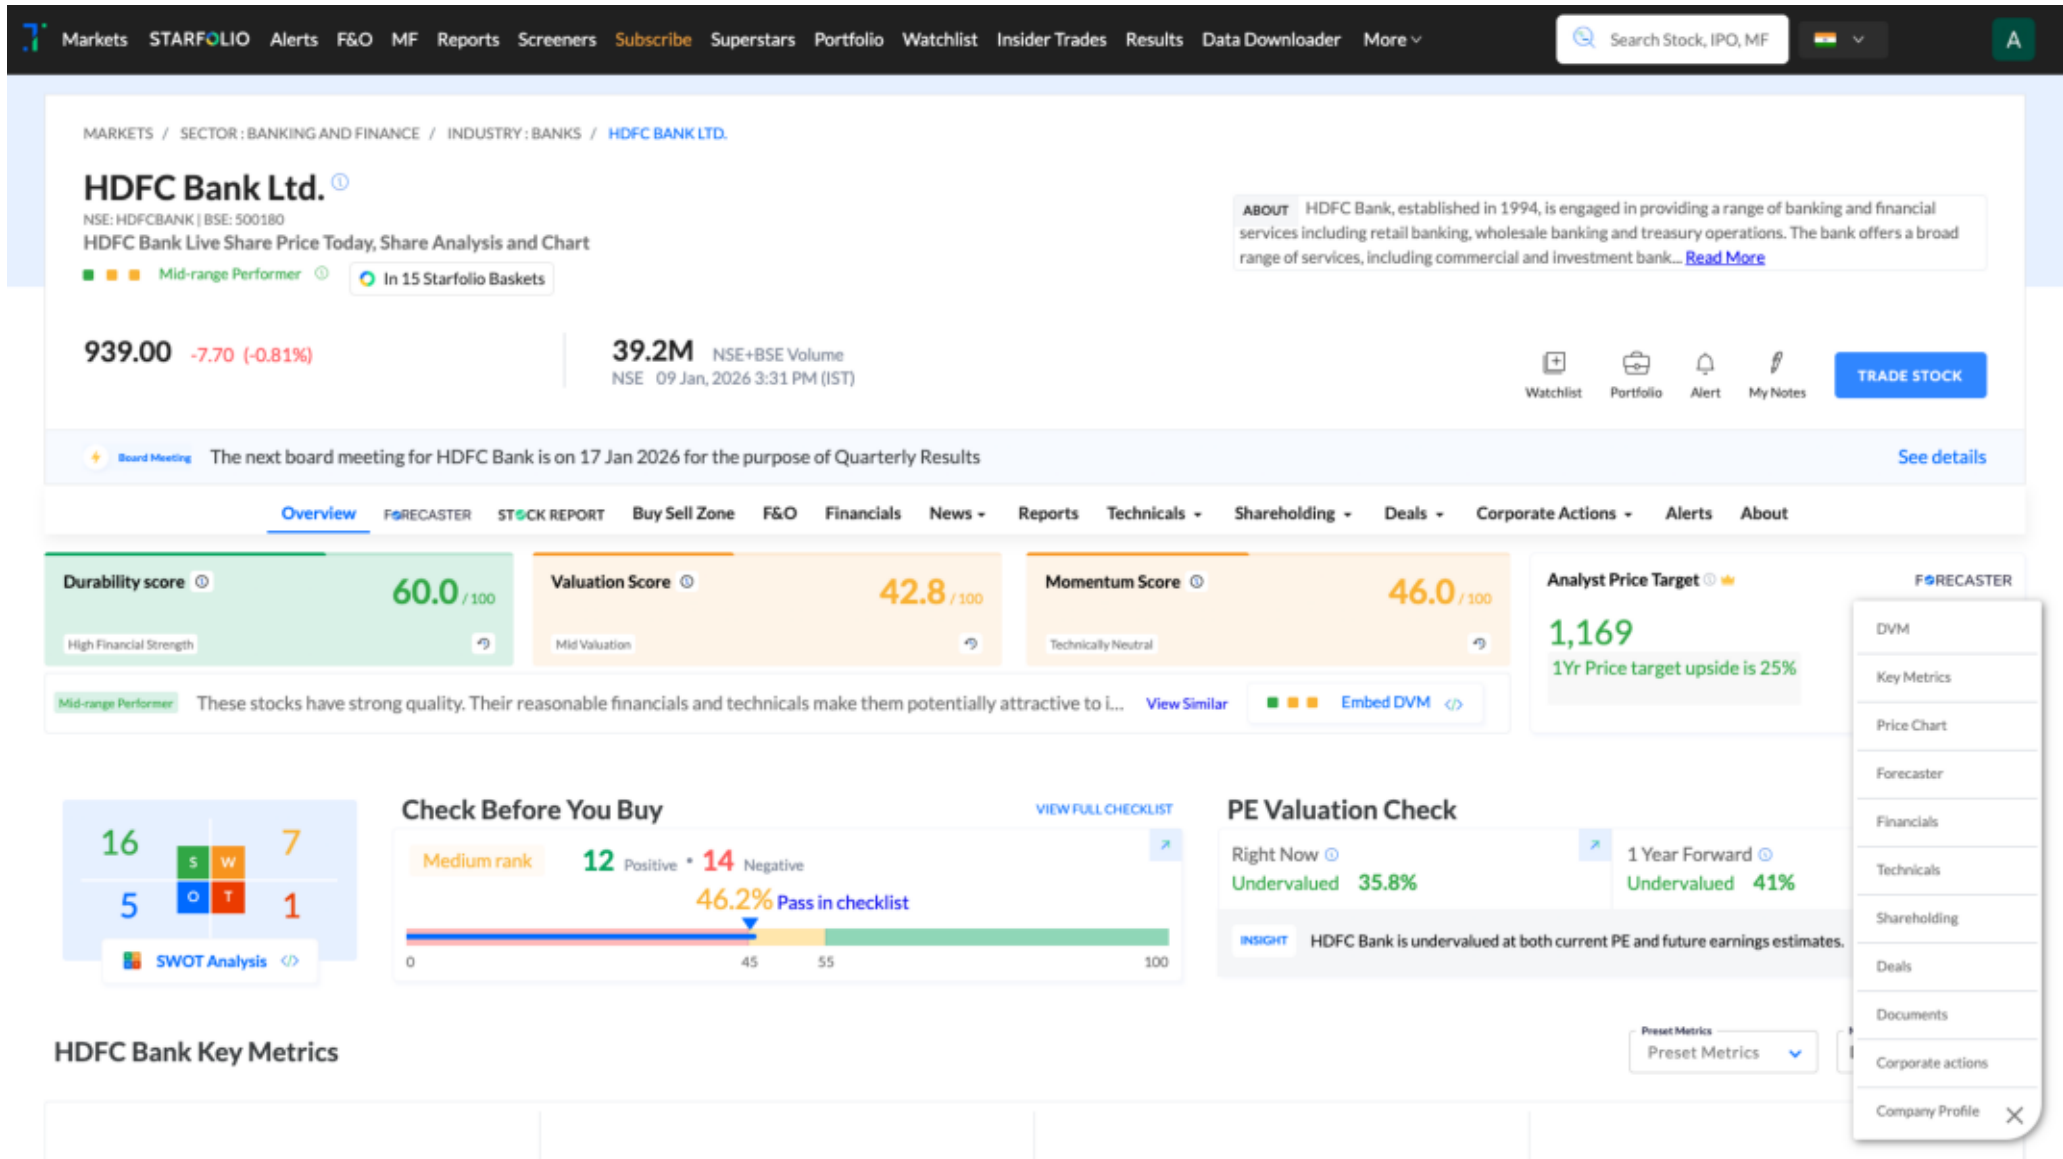 Markets STARFOLIO Alerts F&O MF Reports Screeners Subscribe Superstars Portfolio Watchlist Insider Trades Results Data Downloader More Search Stock, IPO, MF A
MARKETS / SECTOR : BANKING AND FINANCE / INDUSTRY : BANKS / HDFC BANK LTD.
HDFC Bank Ltd.
NSE: HDFCBANK | BSE: 500180
HDFC Bank Live Share Price Today, Share Analysis and Chart
Mid-range Performer In 15 Starfolio Baskets
ABOUT HDFC Bank, established in 1994, is engaged in providing a range of banking and financial
services including retail banking, wholesale banking and treasury operations. The bank offers a broad
range of services, including commercial and investment bank... Read More
939.00 -7.70 (-0.81%)
39.2M NSE+BSE Volume
NSE 09 Jan, 2026 3:31 PM (IST)
Watchlist Portfolio Alert My Notes TRADE STOCK
Board Meeting The next board meeting for HDFC Bank is on 17 Jan 2026 for the purpose of Quarterly Results See details
Overview FORECASTER STOCK REPORT Buy Sell Zone F&O Financials News Reports Technicals Shareholding Deals Corporate Actions Alerts About
Durability score 60.0 / 100
High Financial Strength
Valuation Score 42.8 / 100
Mid Valuation
Momentum Score 46.0 / 100
Technically Neutral
Analyst Price Target FORECASTER
1,169
1Yr Price target upside is 25%
Mid-range Performer These stocks have strong quality. Their reasonable financials and technicals make them potentially attractive to i... View Similar Embed DVM </>
16 S W 7
5 O T 1
SWOT Analysis </>
Check Before You Buy VIEW FULL CHECKLIST
Medium rank 12 Positive • 14 Negative
46.2% Pass in checklist
0 45 55 100
PE Valuation Check
Right Now
Undervalued 35.8%
1 Year Forward
Undervalued 41%
INSIGHT HDFC Bank is undervalued at both current PE and future earnings estimates.
HDFC Bank Key Metrics
Preset Metrics
Preset Metrics
DVM
Key Metrics
Price Chart
Forecaster
Financials
Technicals
Shareholding
Deals
Documents
Corporate actions
Company Profile